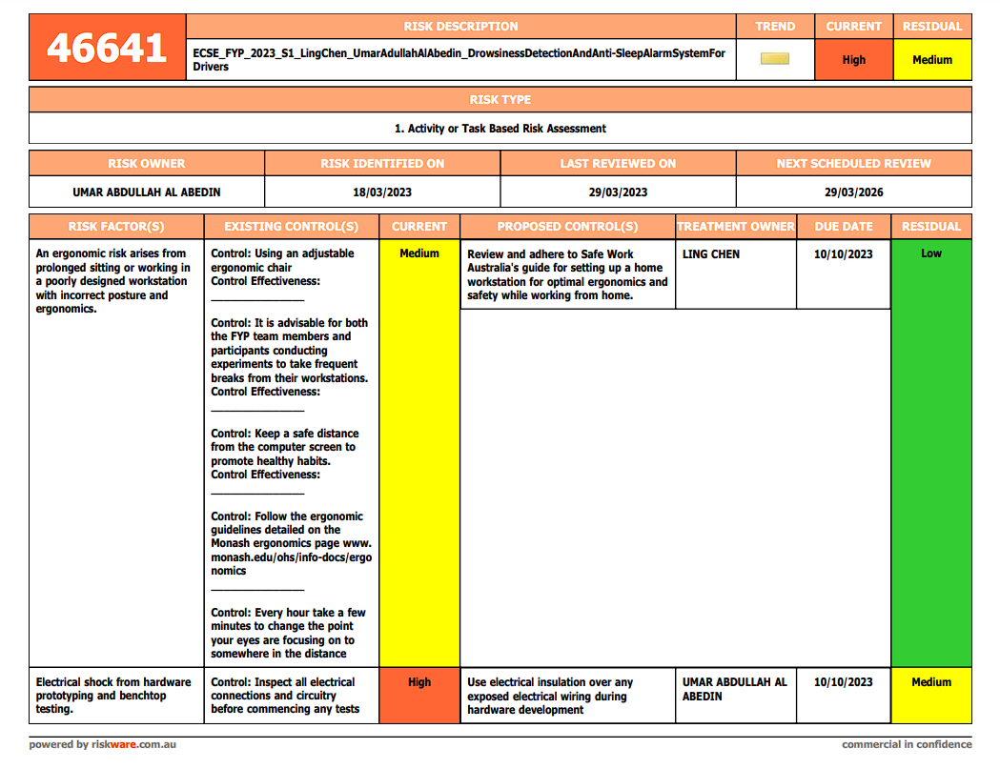 46641
RISK DESCRIPTION
TREND
CURRENT
RESIDUAL
ECSE_FYP_2023_S1_LingChen_UmarAdullahAlAbedin_DrowsinessDetectionAndAnti-SleepAlarmSystemFor
Drivers
High
Medium
RISK TYPE
1. Activity or Task Based Risk Assessment
RISK OWNER
RISK IDENTIFIED ON
LAST REVIEWED ON
NEXT SCHEDULED REVIEW
UMAR ABDULLAH AL ABEDIN
18/03/2023
29/03/2023
29/03/2026
RISK FACTOR(S)
EXISTING CONTROL(S)
CURRENT
PROPOSED CONTROL(S)
TREATMENT OWNER
DUE DATE
RESIDUAL
An ergonomic risk arises from
prolonged sitting or working in
a poorly designed workstation
with incorrect posture and
ergonomics.
Control: Using an adjustable
ergonomic chair
Control Effectiveness:
_______________
Control: It is advisable for both
the FYP team members and
participants conducting
experiments to take frequent
breaks from their workstations.
Control Effectiveness:
_______________
Control: Keep a safe distance
from the computer screen to
promote healthy habits.
Control Effectiveness:
_______________
Control: Follow the ergonomic
guidelines detailed on the
Monash ergonomics page www.
monash.edu/ohs/info-docs/ergo
nomics
_______________
Control: Every hour take a few
minutes to change the point
your eyes are focusing on to
somewhere in the distance
Medium
Review and adhere to Safe Work
Australia's guide for setting up a home
workstation for optimal ergonomics and
safety while working from home.
LING CHEN
10/10/2023
Low
Electrical shock from hardware
prototyping and benchtop
testing.
Control: Inspect all electrical
connections and circuitry
before commencing any tests
High
Use electrical insulation over any
exposed electrical wiring during
hardware development
UMAR ABDULLAH AL
ABEDIN
10/10/2023
Medium
powered by riskware.com.au
commercial in confidence